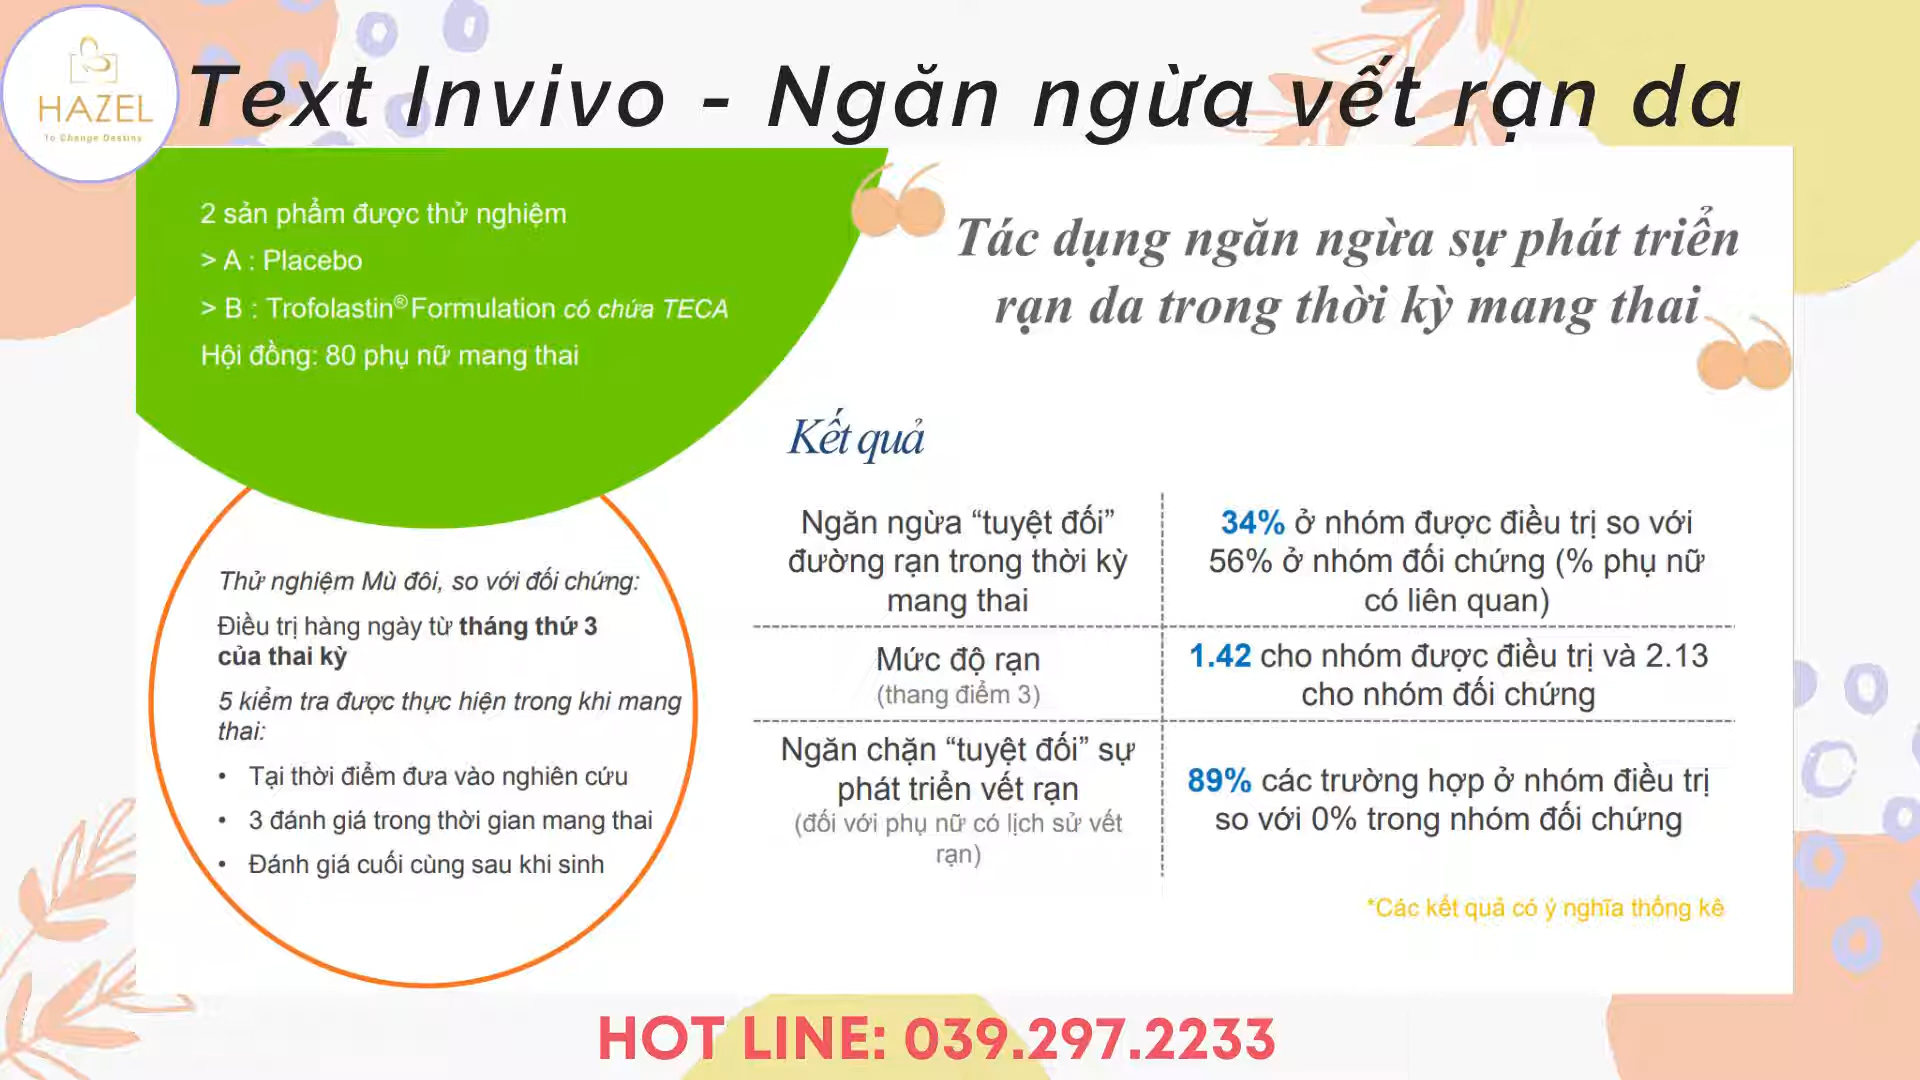 HAZEL
To Change Destiny
Text Invivo - Ngăn ngừa vết rạn da
2 sản phẩm được thử nghiệm
> A : Placebo
> B : Trofolastin® Formulation có chứa TECA
Hội đồng: 80 phụ nữ mang thai
Tác dụng ngăn ngừa sự phát triển
rạn da trong thời kỳ mang thai
Thử nghiệm Mù đôi, so với đối chứng:
Điều trị hàng ngày từ tháng thứ 3
của thai kỳ
5 kiểm tra được thực hiện trong khi mang
thai:
• Tại thời điểm đưa vào nghiên cứu
• 3 đánh giá trong thời gian mang thai
• Đánh giá cuối cùng sau khi sinh
Kết quả
Ngăn ngừa “tuyệt đối”
đường rạn trong thời kỳ
mang thai
34% ở nhóm được điều trị so với
56% ở nhóm đối chứng (% phụ nữ
có liên quan)
Mức độ rạn
(thang điểm 3)
1.42 cho nhóm được điều trị và 2.13
cho nhóm đối chứng
Ngăn chặn “tuyệt đối” sự
phát triển vết rạn
(đối với phụ nữ có lịch sử vết
rạn)
89% các trường hợp ở nhóm điều trị
so với 0% trong nhóm đối chứng
*Các kết quả có ý nghĩa thống kê
HOT LINE: 039.297.2233